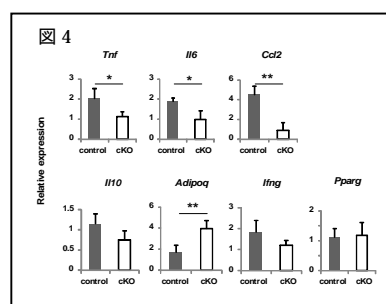 図 4
Tnf Il6 Ccl2
* * **
3 3 6
2 2 4
1 1 2
0 0 0
control cKO control cKO control cKO
Relative expression
Il10 Adipoq Ifng Pparg
**
1.5 6 3 2
1 4 2 1
0.5 2 1 1
0 0 0 0
control cKO control cKO control cKO control cKO